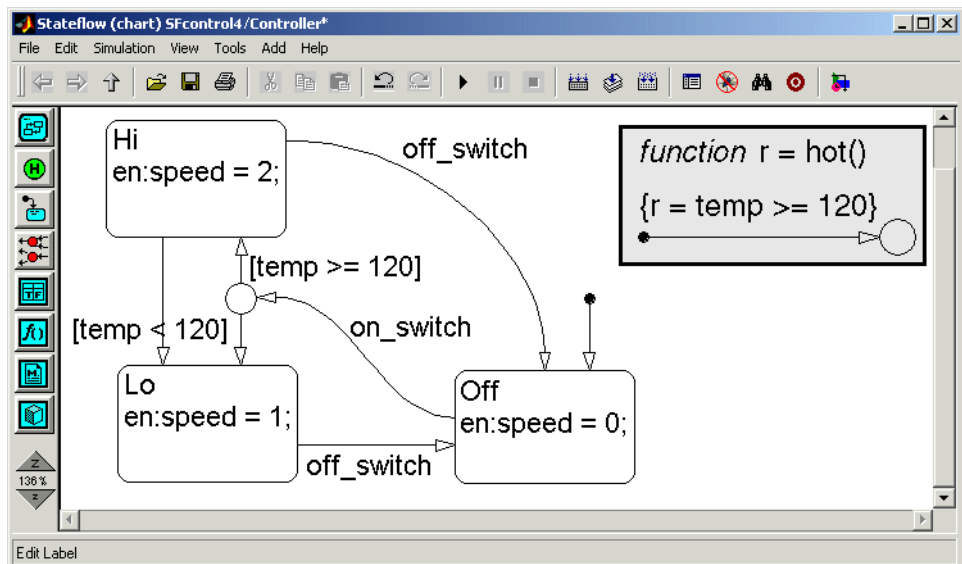 Stateflow (chart) SFcontrol4/Controller*
File Edit Simulation View Tools Add Help
Hi
en:speed = 2;
off_switch
function r = hot()
{r = temp >= 120}
[temp >= 120]
[temp < 120]
on_switch
Lo
en:speed = 1;
Off
en:speed = 0;
off_switch
H
TF
f()
M
Z
136%
z
Edit Label